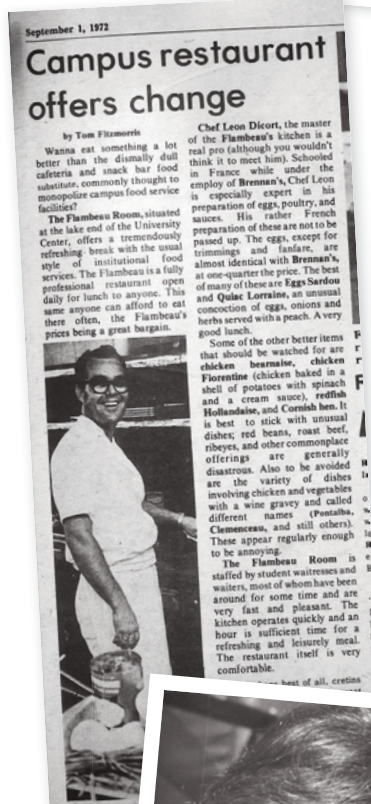 September 1, 1972
Campus restaurant
offers change
by Tom Fitzmorris
Wanna eat something a lot
better than the dismally dull
cafeteria and snack bar food
substitute, commonly thought to
monopolize campus food service
facilities?
The Flambeau Room, situated
at the lake end of the University
Center, offers a tremendously
refreshing break with the usual
style of institutional food
services. The Flambeau is a fully
professional restaurant open
daily for lunch to anyone. This
same anyone can afford to eat
there often, the Flambeau's
prices being a great bargain.
Chef Leon Dicort, the master
of the Flambeau's kitchen is a
real pro (although you wouldn't
think it to meet him). Schooled
in France while under the
employ of Brennan's, Chef Leon
is especially expert in his
preparation of eggs, poultry, and
sauces. His rather French
preparation of these are not to be
passed up. The eggs, except for
trimmings and fanfare, are
almost identical with Brennan's,
at one-quarter the price. The best
of many of these are Eggs Sardou
and Quiac Lorraine, an unusual
concoction of eggs, onions and
herbs served with a peach. A very
good lunch.
Some of the other better items
that should be watched for are
chicken bearnaise, chicken
Florentine (chicken baked in a
shell of potatoes with spinach
and a cream sauce), redfish
Hollandaise, and Cornish hen. It
is best to stick with unusual
dishes; red beans, roast beef,
ribeyes, and other commonplace
offerings are generally
disastrous. Also to be avoided
are the variety of dishes
involving chicken and vegetables
with a wine gravey and called
different names (Pontalba,
Clemenceau, and still others).
These appear regularly enough
to be annoying.
The Flambeau Room is
staffed by student waitresses and
waiters, most of whom have been
around for some time and are
very fast and pleasant. The
kitchen operates quickly and an
hour is sufficient time for a
refreshing and leisurely meal.
The restaurant itself is very
comfortable.
best of all, cretins